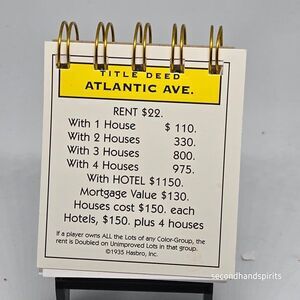 TITLE DEED
ATLANTIC AVE.
RENT $22.
With 1 House $ 110.
With 2 Houses 330.
With 3 Houses 800.
With 4 Houses 975.
With HOTEL $1150.
Mortgage Value $130.
Houses cost $150. each
Hotels, $150. plus 4 houses
If a player owns ALL the Lots of any Color-Group, the
rent is Doubled on Unimproved Lots in that group.
©1935 Hasbro, Inc.
secondhandspirits